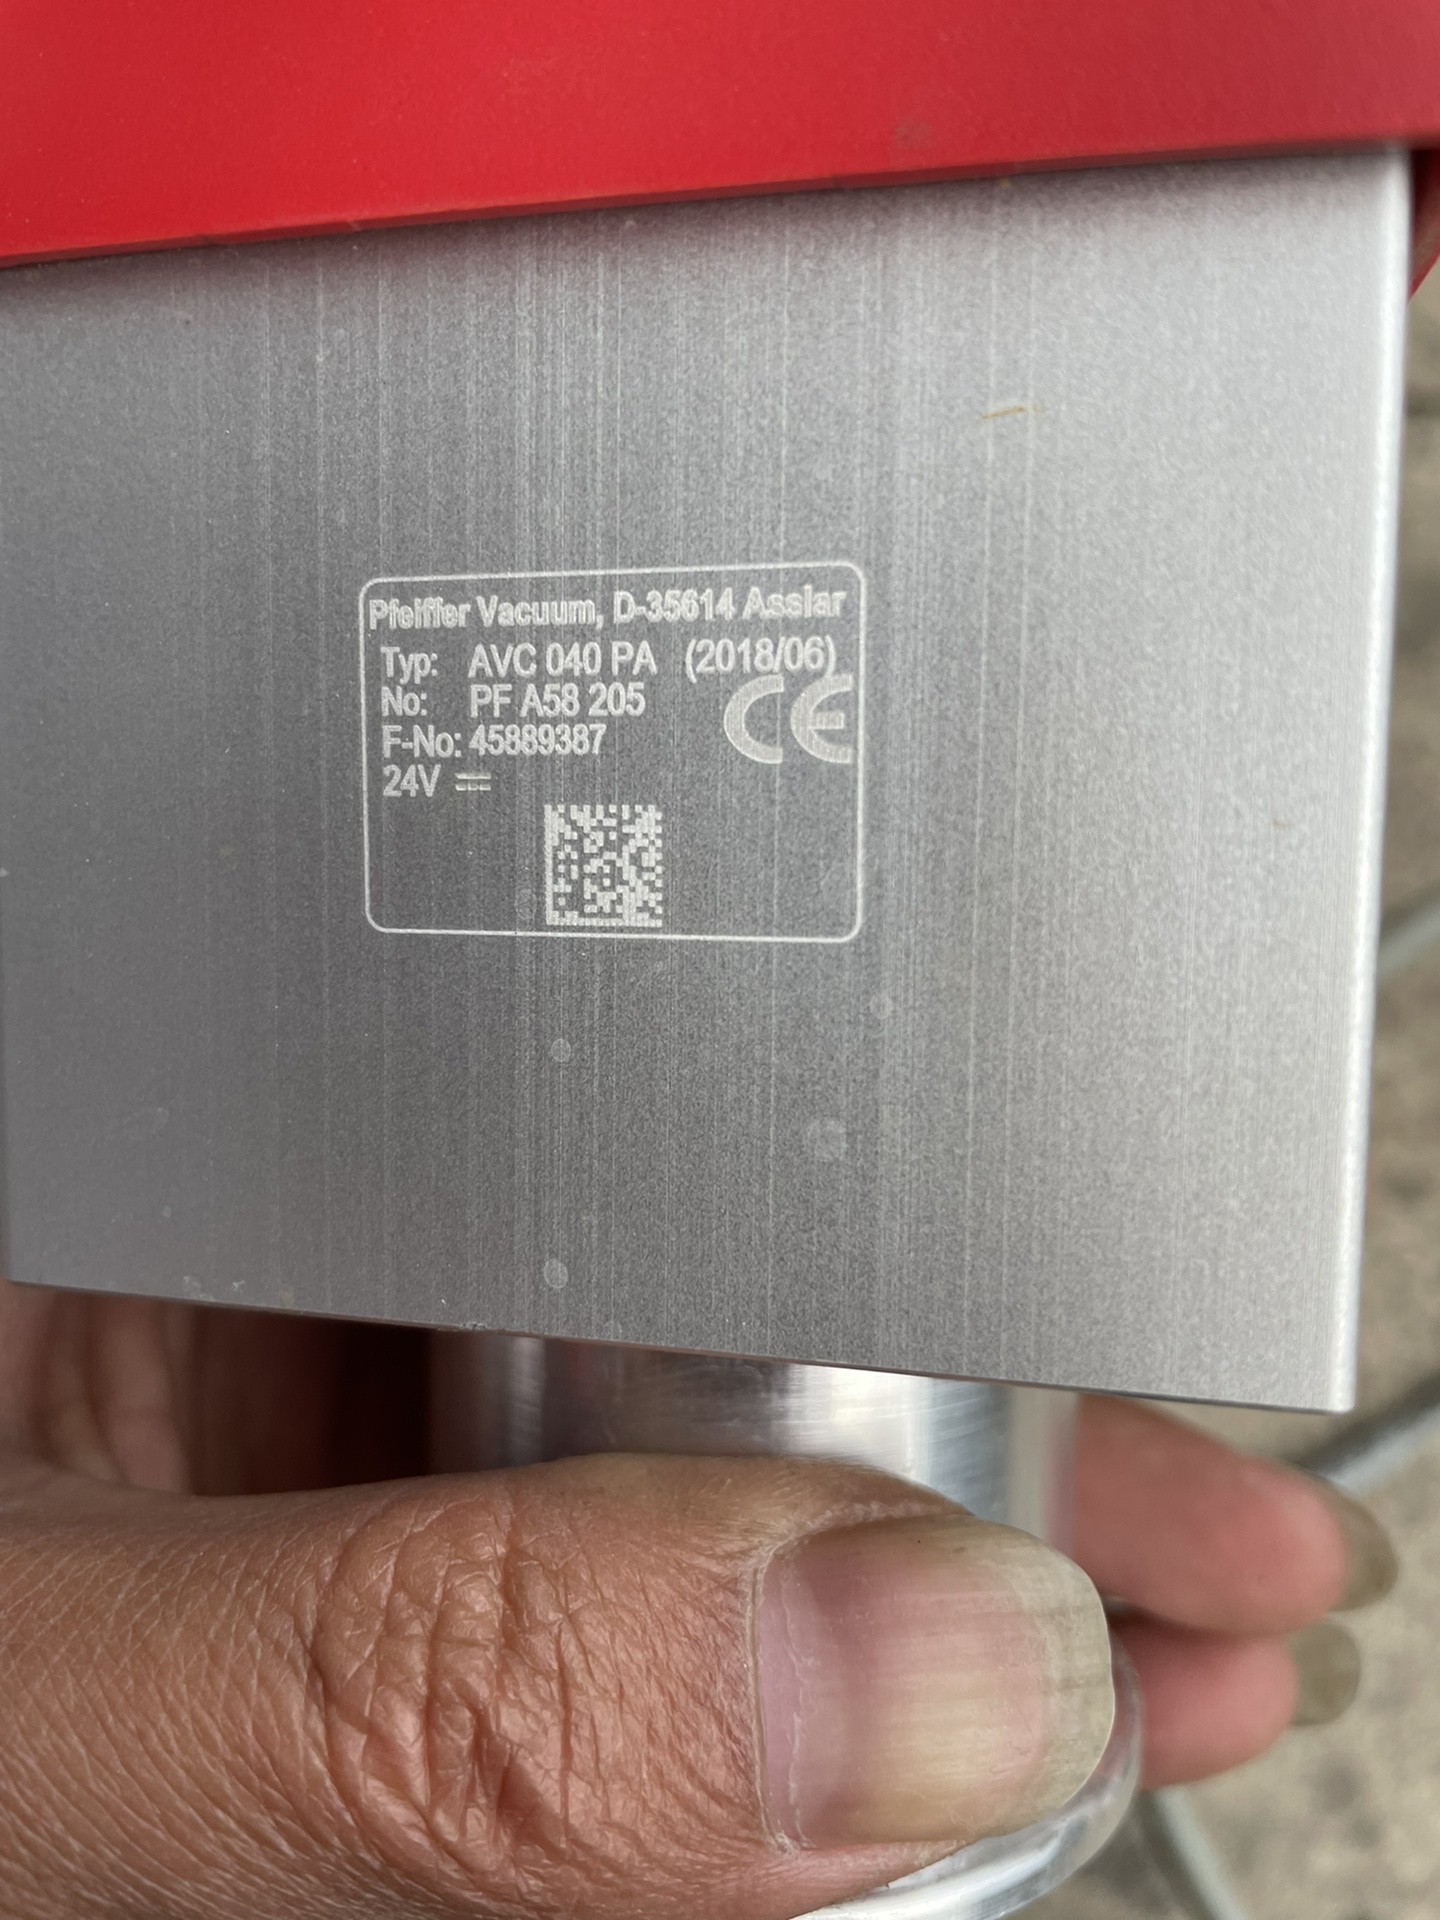 Pfeiffer Vacuum, D-35614 Asslar
Typ: AVC 040 PA (2018/06)
No: PF A58 205
F-No: 45889387
24V ⎓
CE